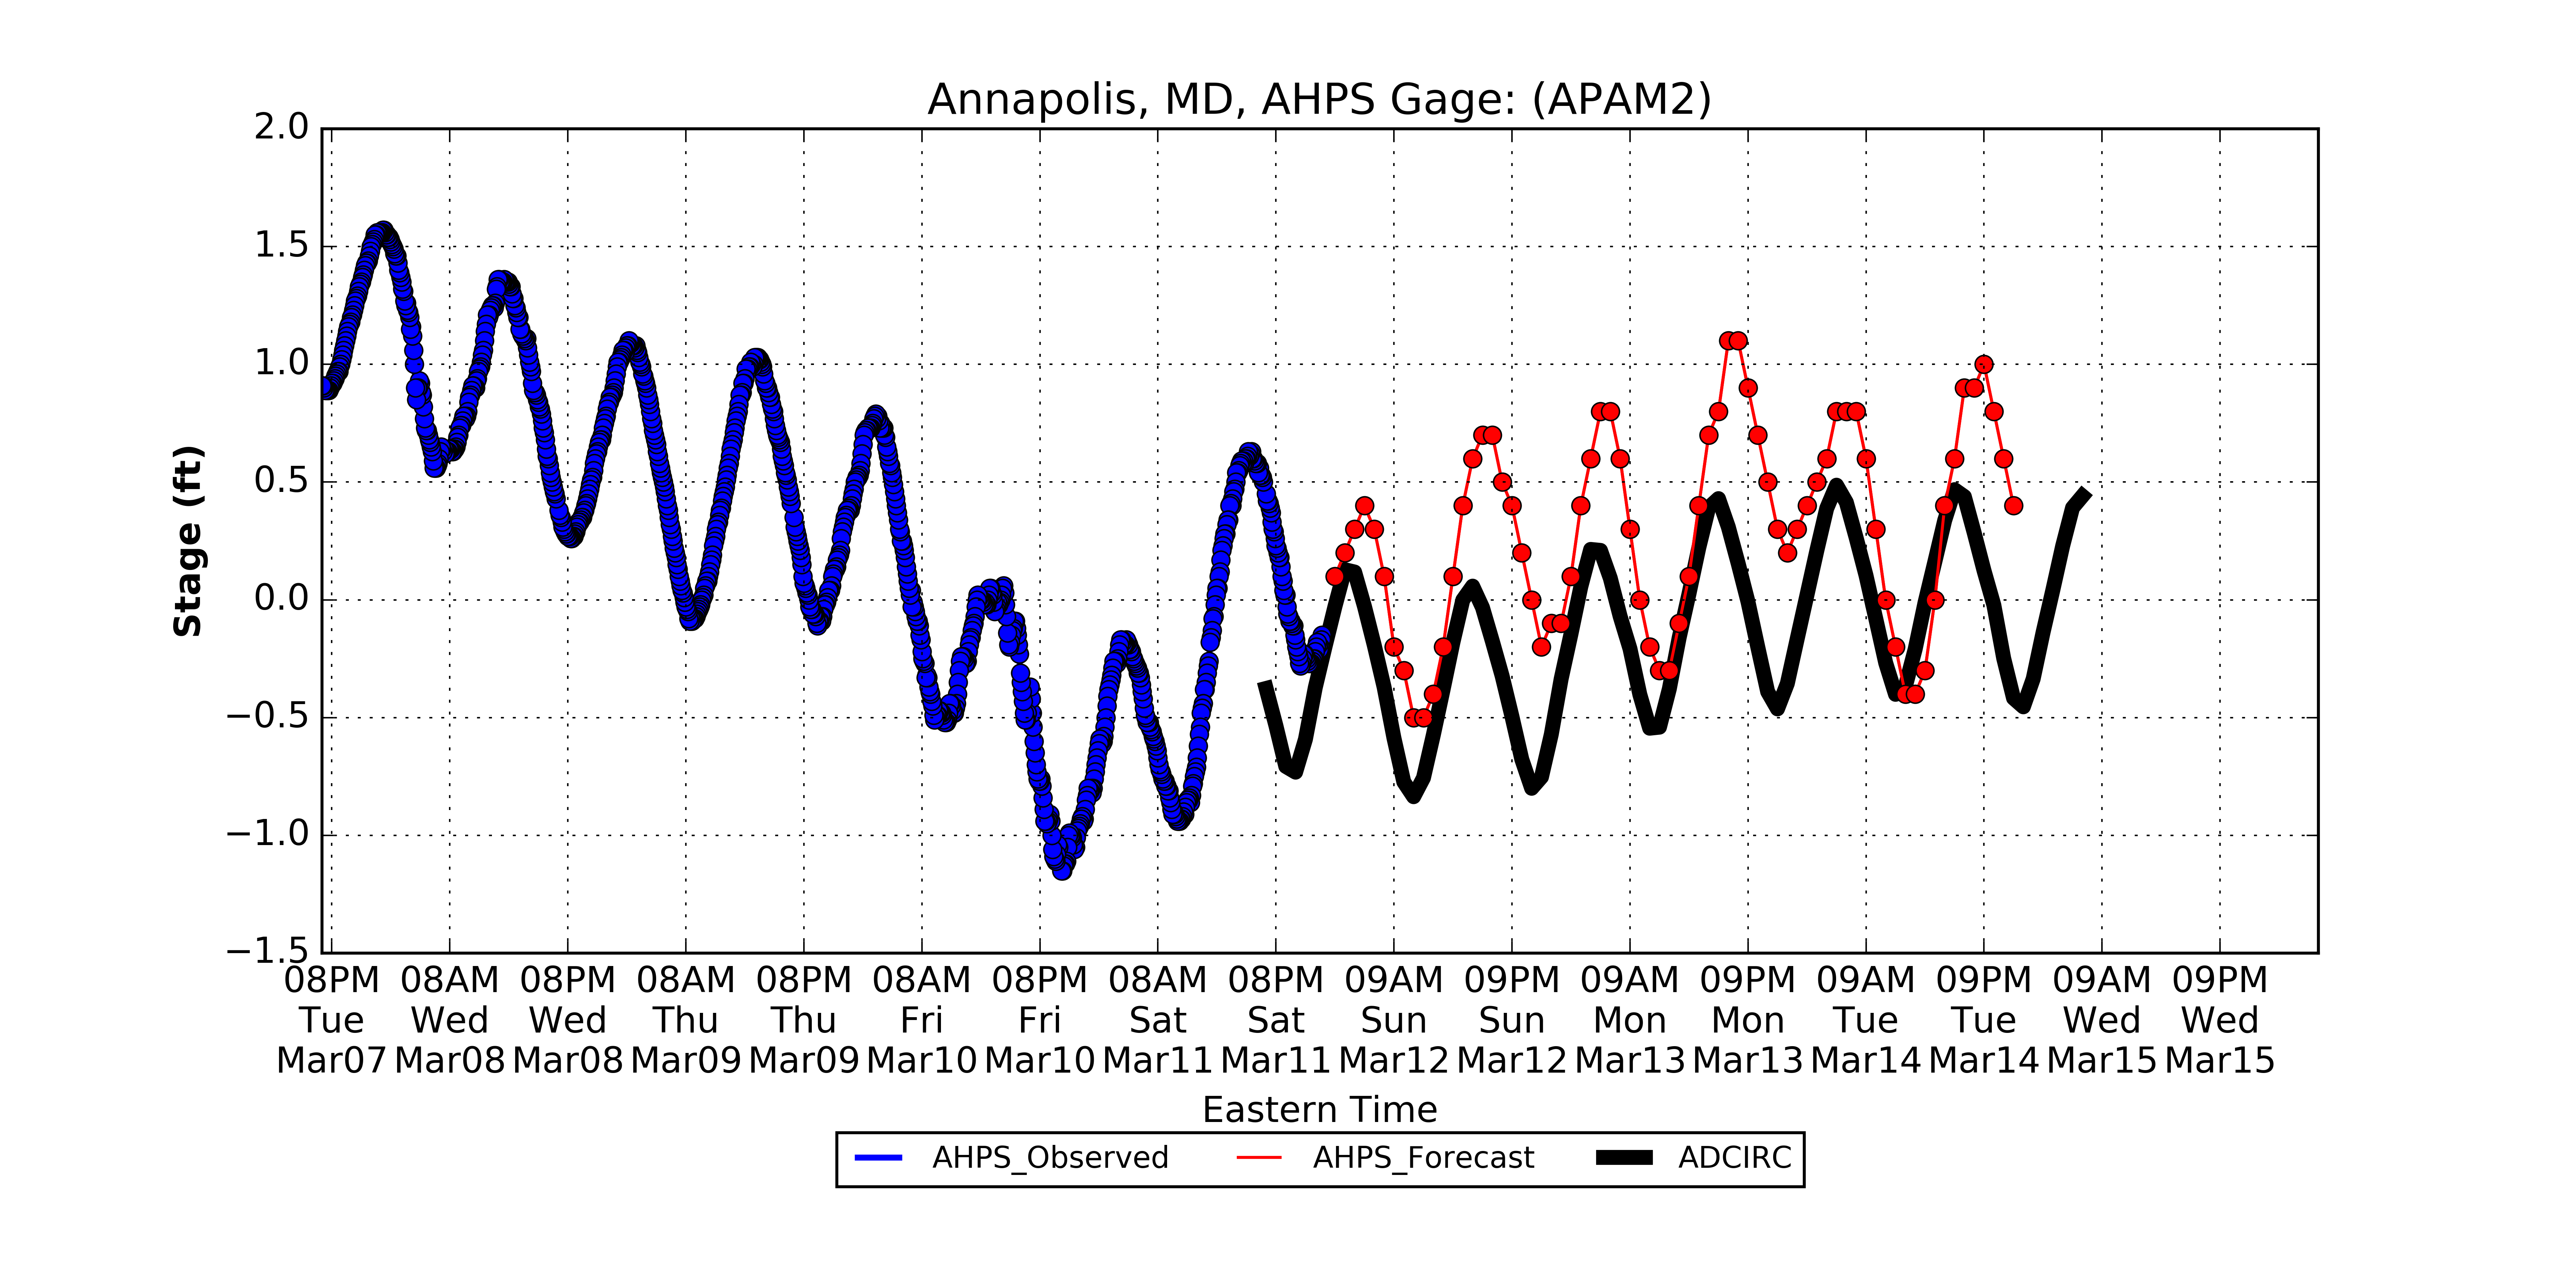 Annapolis, MD, AHPS Gage: (APAM2)
2.0
1.5
1.0
0.5
0.0
−0.5
−1.0
−1.5
Stage (ft)
08PM 08AM 08PM 08AM 08PM 08AM 08PM 08AM 08PM 09AM 09PM 09AM 09PM 09AM 09PM 09AM 09PM
Tue Wed Wed Thu Thu Fri Fri Sat Sat Sun Sun Mon Mon Tue Tue Wed Wed
Mar07 Mar08 Mar08 Mar09 Mar09 Mar10 Mar10 Mar11 Mar11 Mar12 Mar12 Mar13 Mar13 Mar14 Mar14 Mar15 Mar15
Eastern Time
AHPS_Observed AHPS_Forecast ADCIRC